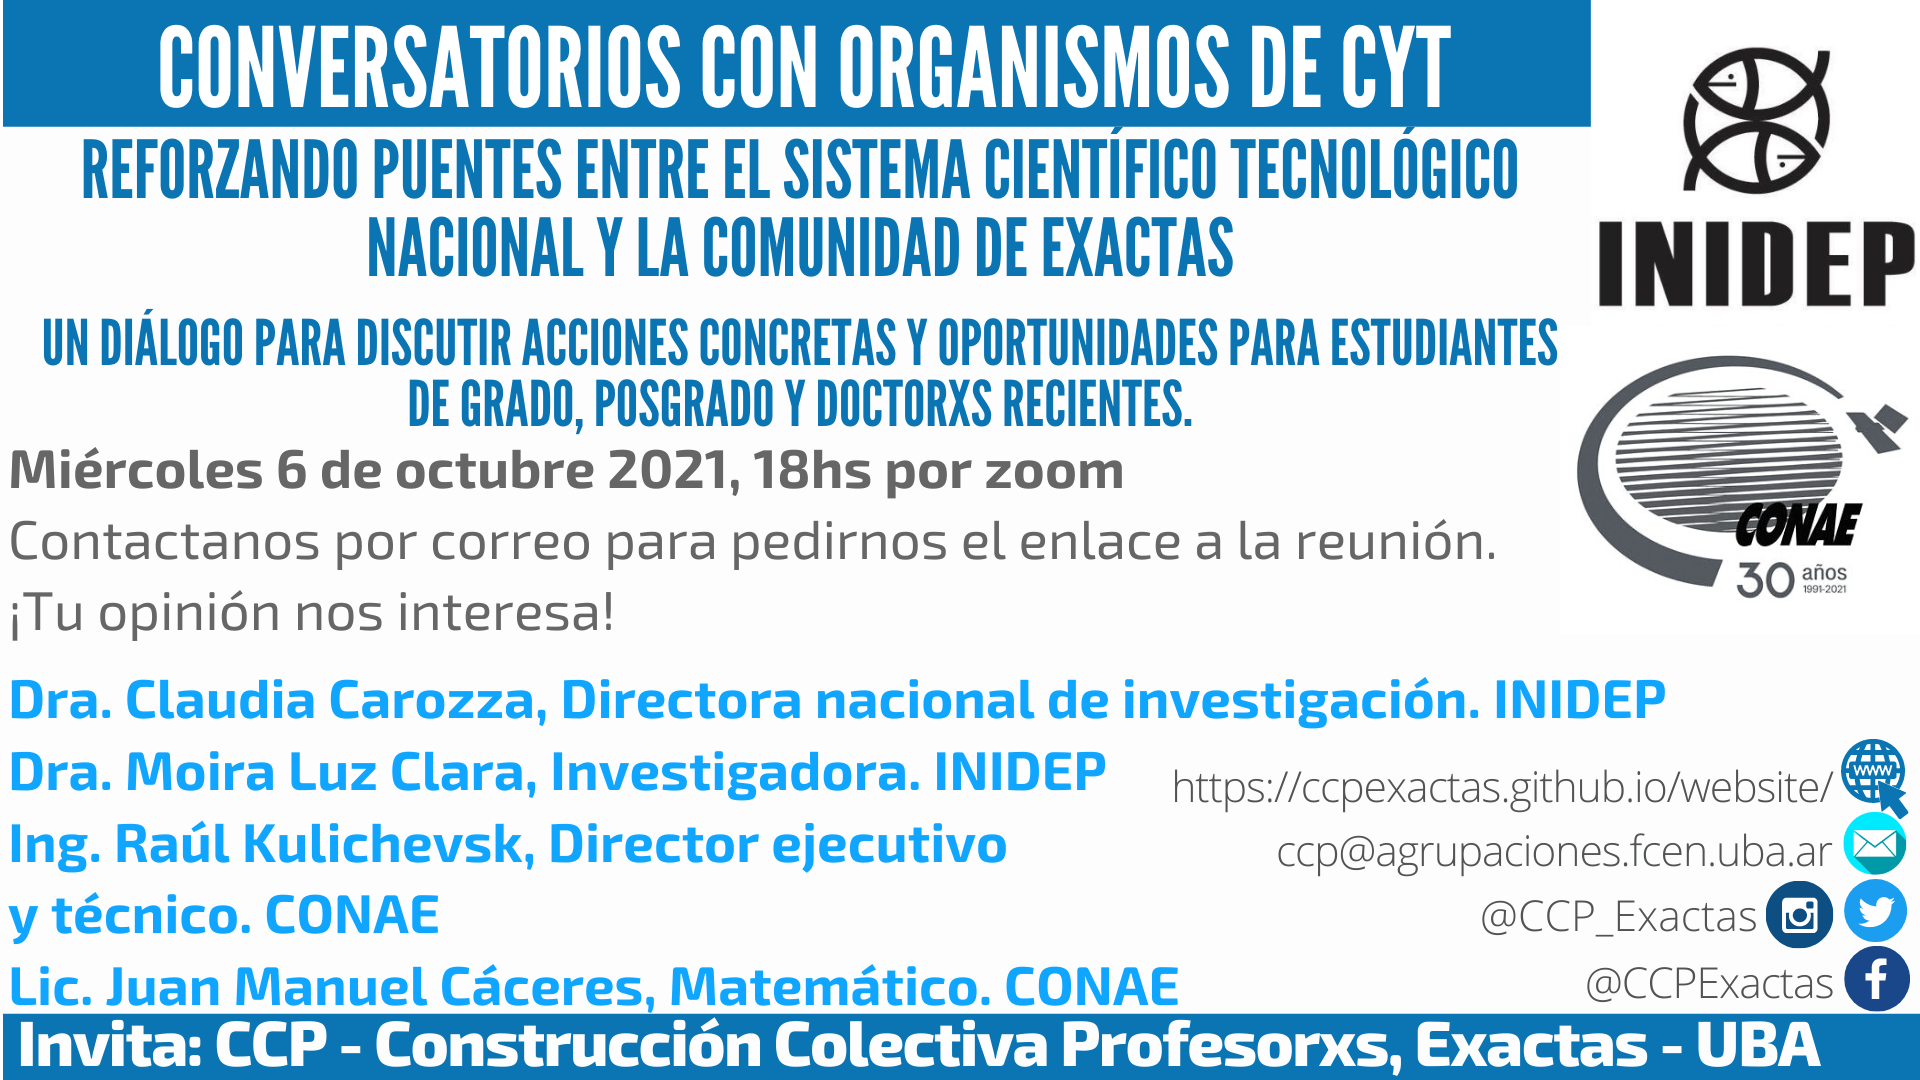 CONVERSATORIOS CON ORGANISMOS DE CYT
REFORZANDO PUENTES ENTRE EL SISTEMA CIENTÍFICO TECNOLÓGICO
NACIONAL Y LA COMUNIDAD DE EXACTAS
UN DIÁLOGO PARA DISCUTIR ACCIONES CONCRETAS Y OPORTUNIDADES PARA ESTUDIANTES
DE GRADO, POSGRADO Y DOCTORXS RECIENTES.
INIDEP
CONAE
30 años
1991-2021
Miércoles 6 de octubre 2021, 18hs por zoom
Contactanos por correo para pedirnos el enlace a la reunión.
¡Tu opinión nos interesa!
Dra. Claudia Carozza, Directora nacional de investigación. INIDEP
Dra. Moira Luz Clara, Investigadora. INIDEP
Ing. Raúl Kulichevsk, Director ejecutivo
y técnico. CONAE
Lic. Juan Manuel Cáceres, Matemático. CONAE
https://ccpexactas.github.io/website/
www
ccp@agrupaciones.fcen.uba.ar
@CCP_Exactas
@CCPExactas
Invita: CCP - Construcción Colectiva Profesorxs, Exactas - UBA